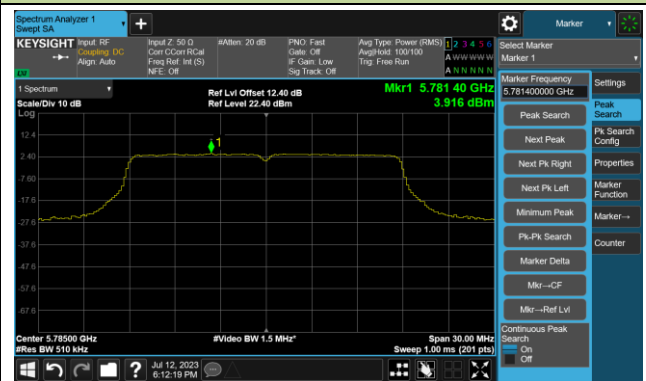 Spectrum Analyzer 1
Swept SA
Marker
KEYSIGHT
Input: RF
Coupling: DC
Align: Auto
Input Z: 50 Ω
Corr CCorr RCal
Freq Ref: Int (S)
NFE: Off
#Atten: 20 dB
PNO: Fast
Gate: Off
IF Gain: Low
Sig Track: Off
Avg Type: Power (RMS)
Avg|Hold: 100/100
Trig: Free Run
1 2 3 4 5 6
A W W W W W
A N N N N N
LXI
Select Marker
Marker 1
1 Spectrum
Scale/Div 10 dB
Log
Ref Lvl Offset 12.40 dB
Ref Level 22.40 dBm
Mkr1 5.781 40 GHz
3.916 dBm
12.4
2.40
-7.60
-17.6
-27.6
-37.6
-47.6
-57.6
-67.6
1
Center 5.78500 GHz
#Res BW 510 kHz
#Video BW 1.5 MHz*
Span 30.00 MHz
Sweep 1.00 ms (201 pts)
Marker Frequency
5.781400000 GHz
Peak Search
Next Peak
Next Pk Right
Next Pk Left
Minimum Peak
Pk-Pk Search
Marker Delta
Mkr→CF
Mkr→Ref Lvl
Continuous Peak
Search
On
Off
Settings
Peak
Search
Pk Search
Config
Properties
Marker
Function
Marker→
Counter
?
Jul 12, 2023
6:12:19 PM